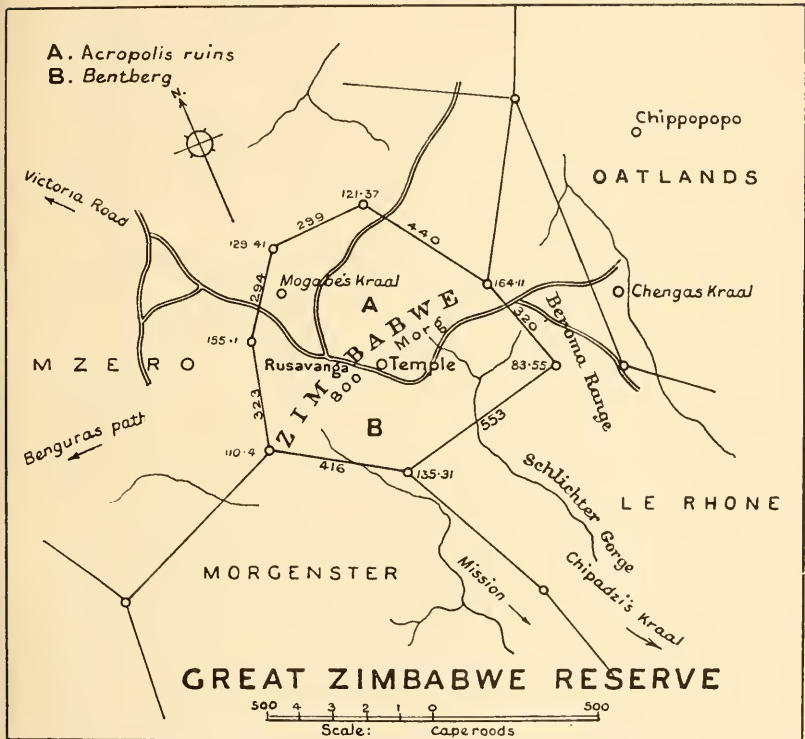 A. Acropolis ruins
B. Bentberg
N.
Victoria Road
Chippopopo
OATLANDS
121·37
299
440
129·41
Mogabe's Kraal
294
A
164·11
Chengas Kraal
155·1
320
Beroma Range
MZERO
Rusavanga
Temple
83·55
ZIMBABWE
800 Morg
323
B
553
Benguras path
110·4
416
135·31
Schlichter Gorge
LE RHONE
MORGENSTER
Mission
Chipadzi's Kraal
GREAT ZIMBABWE RESERVE
500 4 3 2 1 0 500
Scale: Cape roods